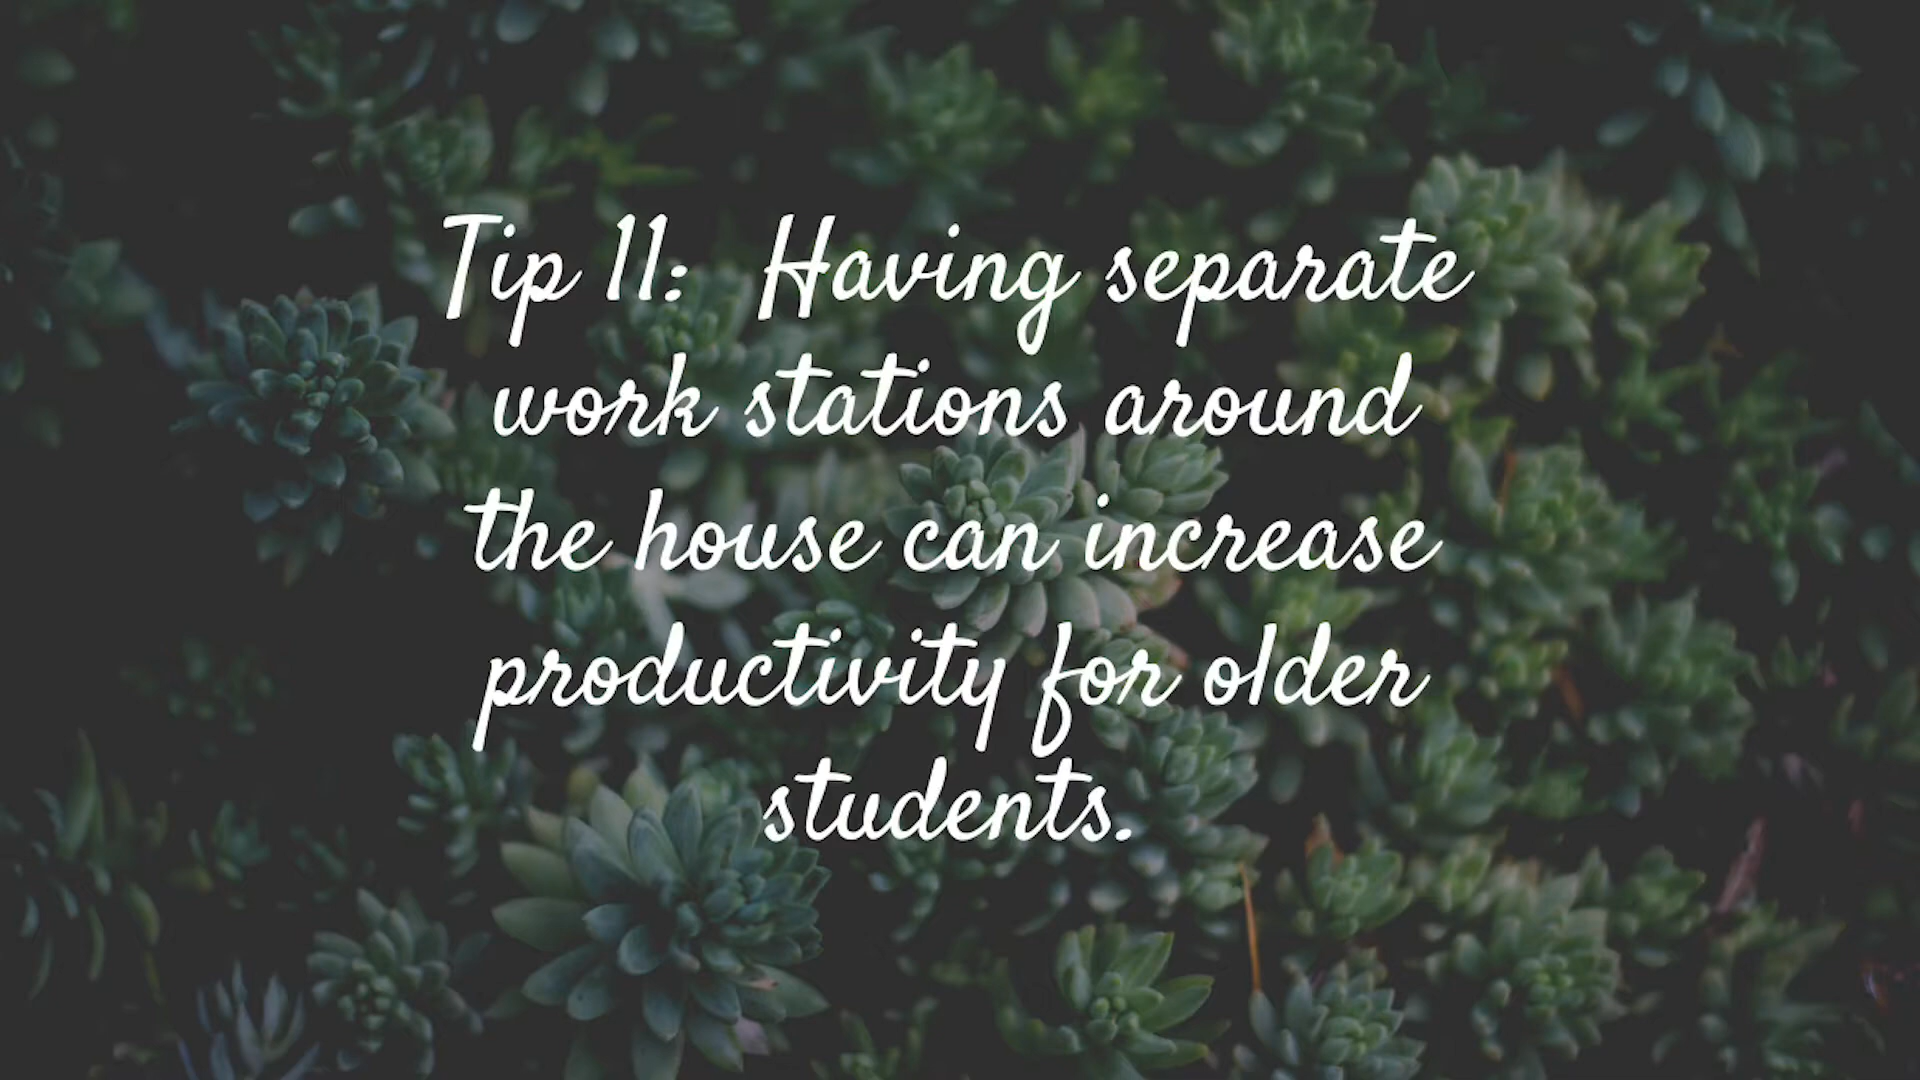 Tip 11:  Having separate
work stations around
the house can increase
productivity for older
students.